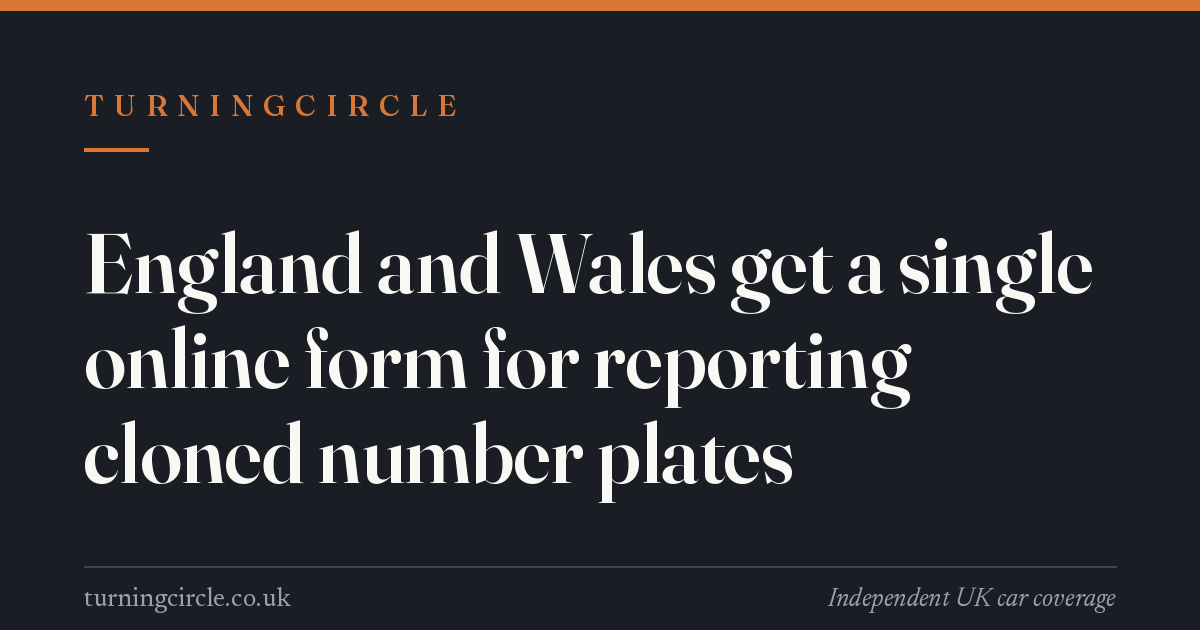 TURNINGCIRCLE
England and Wales get a single
online form for reporting
cloned number plates
turningcircle.co.uk
Independent UK car coverage